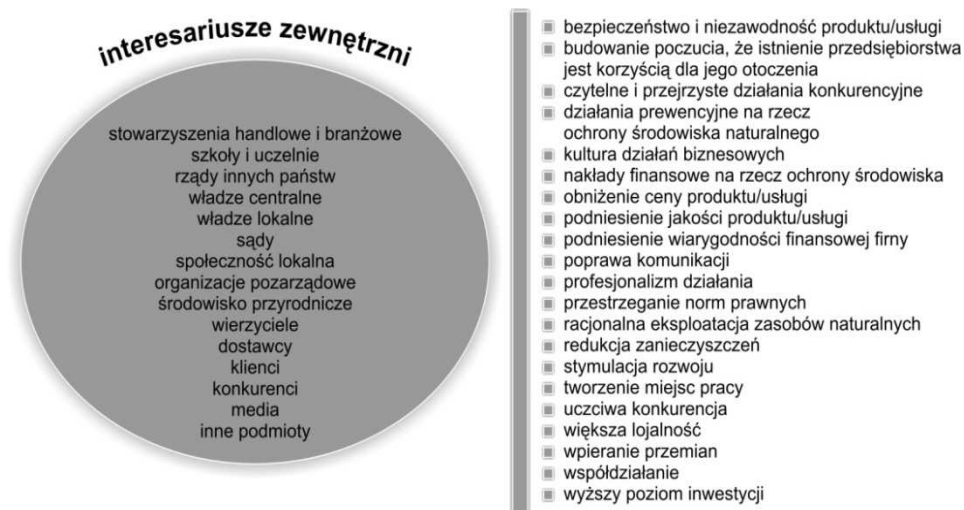 interesariusze zewnętrzni
stowarzyszenia handlowe i branżowe
szkoły i uczelnie
rządy innych państw
władze centralne
władze lokalne
sądy
społeczność lokalna
organizacje pozarządowe
środowisko przyrodnicze
wierzyciele
dostawcy
klienci
konkurenci
media
inne podmioty
bezpieczeństwo i niezawodność produktu/usługi
budowanie poczucia, że istnienie przedsiębiorstwa
jest korzyścią dla jego otoczenia
czytelne i przejrzyste działania konkurencyjne
działania prewencyjne na rzecz
ochrony środowiska naturalnego
kultura działań biznesowych
nakłady finansowe na rzecz ochrony środowiska
obniżenie ceny produktu/usługi
podniesienie jakości produktu/usługi
podniesienie wiarygodności finansowej firny
poprawa komunikacji
profesjonalizm działania
przestrzeganie norm prawnych
racjonalna eksploatacja zasobów naturalnych
redukcja zanieczyszczeń
stymulacja rozwoju
tworzenie miejsc pracy
uczciwa konkurencja
większa lojalność
wpieranie przemian
współdziałanie
wyższy poziom inwestycji